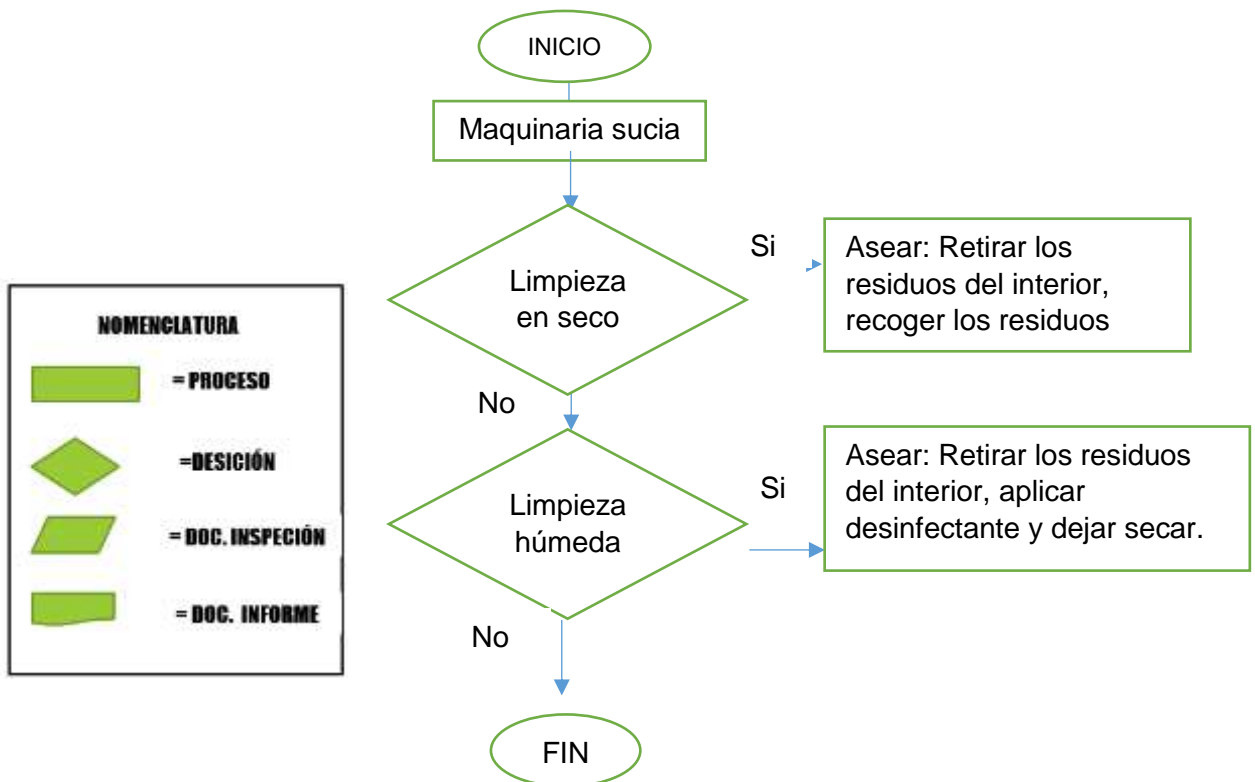 INICIO
Maquinaria sucia
Si
Asear: Retirar los
residuos del interior,
recoger los residuos
Limpieza
en seco
NOMENCLATURA
= PROCESO
=DESICIÓN
= DOC. INSPECIÓN
= DOC. INFORME
No
Limpieza
húmeda
Si
Asear: Retirar los residuos
del interior, aplicar
desinfectante y dejar secar.
No
FIN